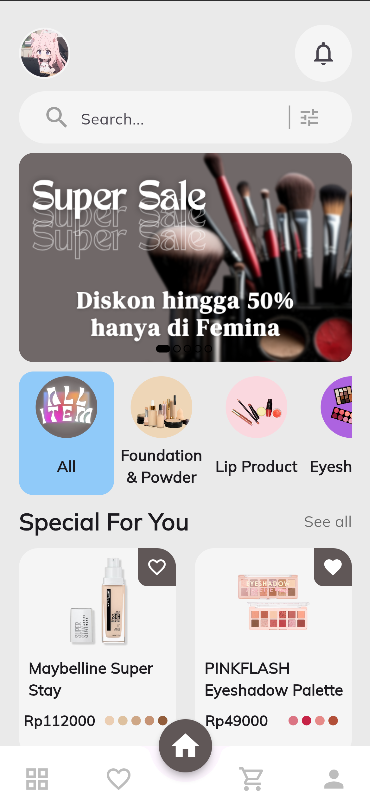 Search...
Super Sale
Super Sale
Super Sale
Diskon hingga 50%
hanya di Femina
ALL
ITEM
All
Foundation
& Powder
Lip Product
Eyesh
Special For You
See all
EYESHADOW
Maybelline Super
Stay
PINKFLASH
Eyeshadow Palette
Rp112000
Rp49000